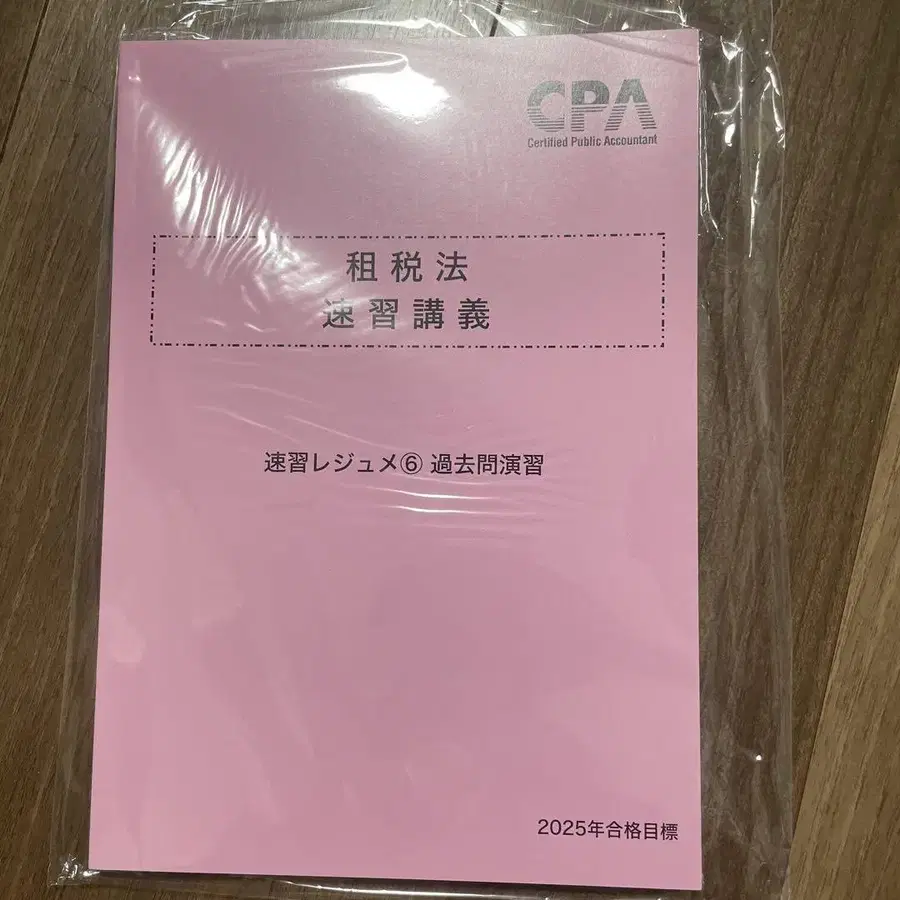 CPA
Certified Public Accountant
租税法
速習講義
速習レジュメ⑥ 過去問演習
2025年合格目標